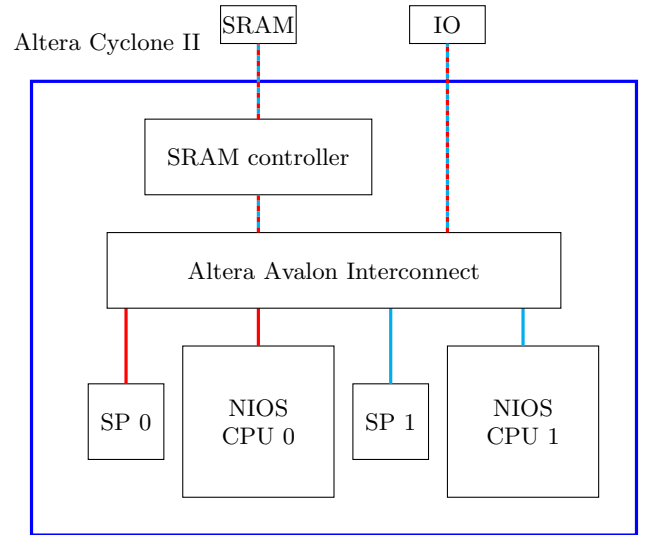 SRAM
IO
Altera Cyclone II
SRAM controller
Altera Avalon Interconnect
SP 0
NIOS
CPU 0
SP 1
NIOS
CPU 1